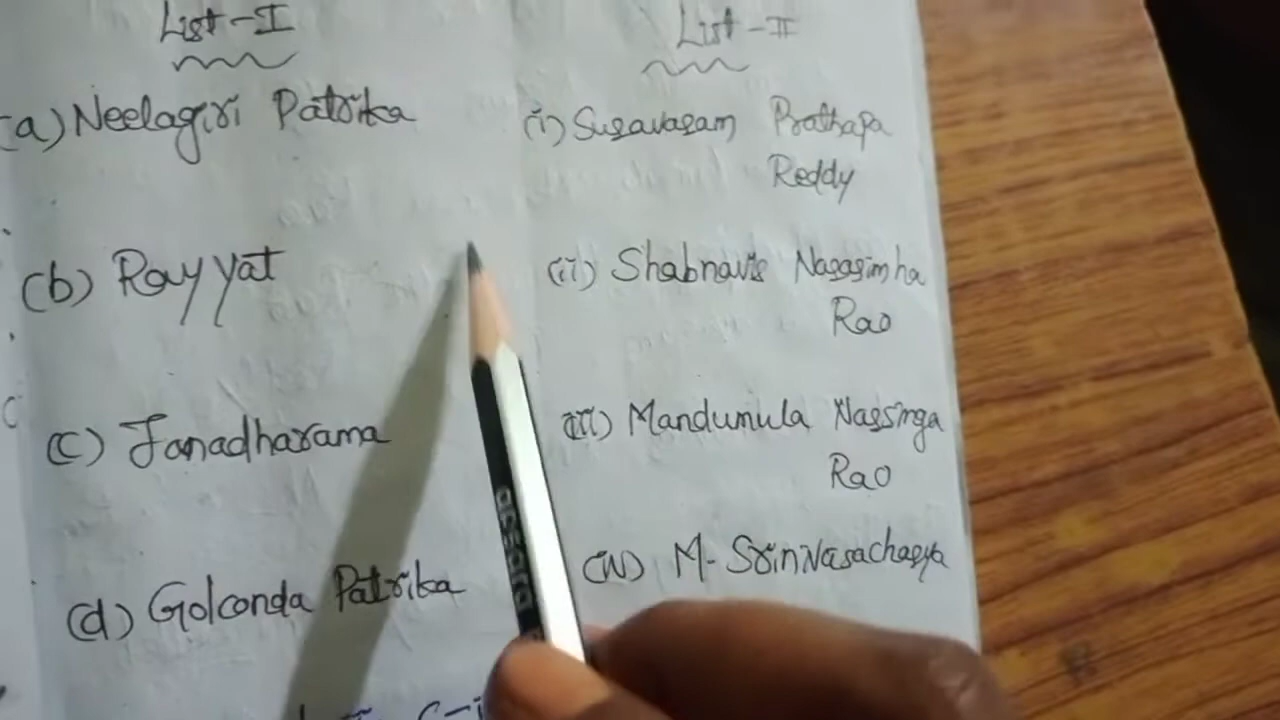 List-I List-II
(a) Neelagiri Patrika (i) Suravaram Prathapa
Reddy
(b) Rayyat (ii) Shabnavis Narasimha
Rao
(c) Janadharama (iii) Mandumula Narsinga
Rao
(d) Golconda Patrika (iv) M. Srinivasacharya